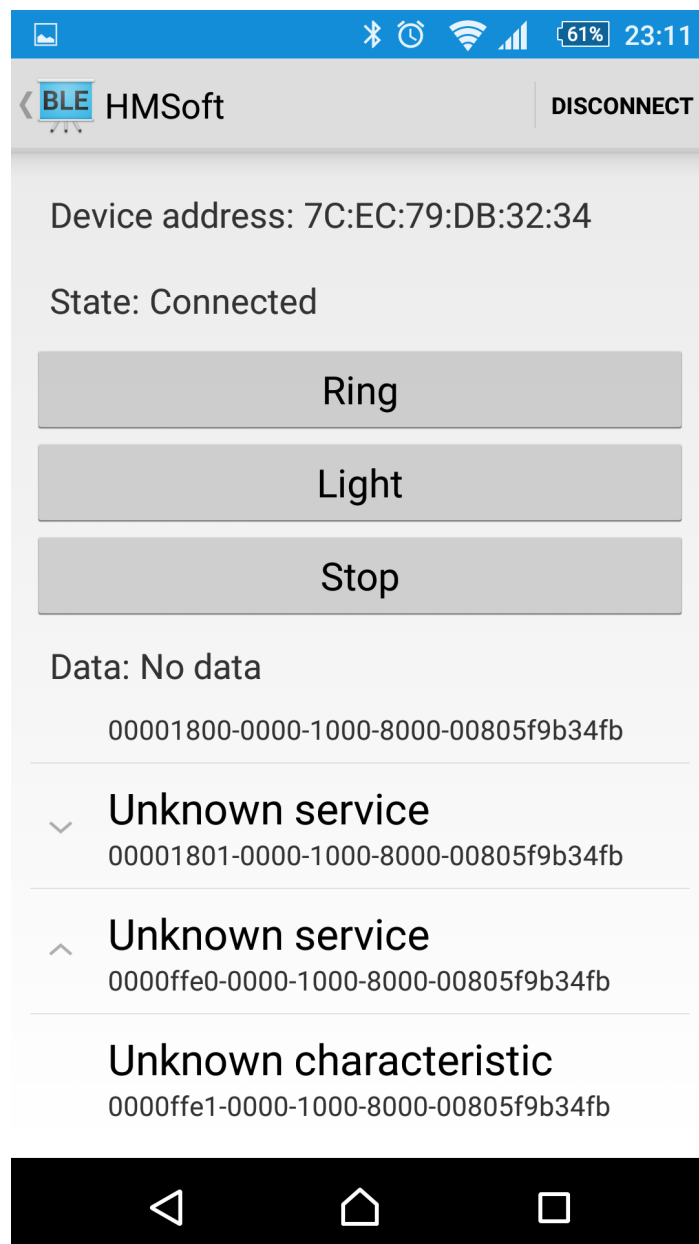 61% 23:11
BLE HMSoft DISCONNECT
Device address: 7C:EC:79:DB:32:34
State: Connected
Ring
Light
Stop
Data: No data
00001800-0000-1000-8000-00805f9b34fb
Unknown service
00001801-0000-1000-8000-00805f9b34fb
Unknown service
0000ffe0-0000-1000-8000-00805f9b34fb
Unknown characteristic
0000ffe1-0000-1000-8000-00805f9b34fb